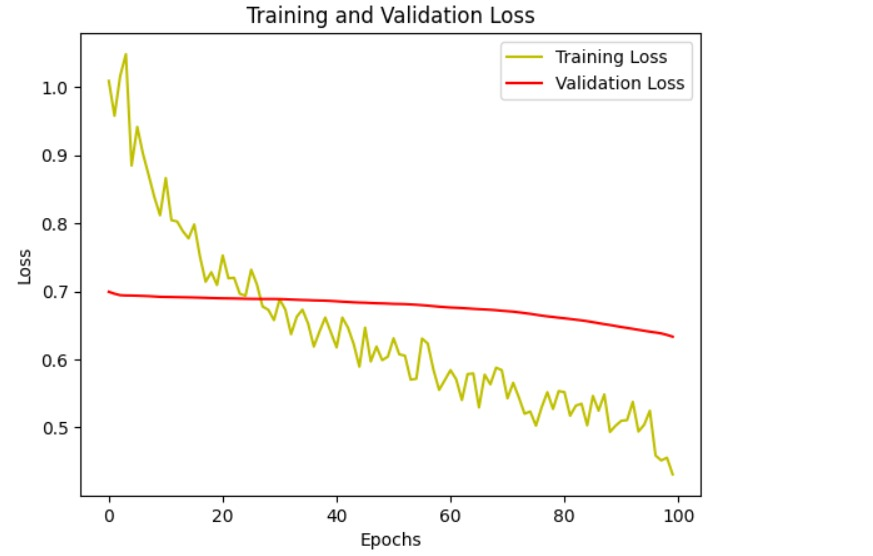 Training and Validation Loss
Training Loss
Validation Loss
1.0
0.9
0.8
0.7
0.6
0.5
Loss
0
20
40
60
80
100
Epochs